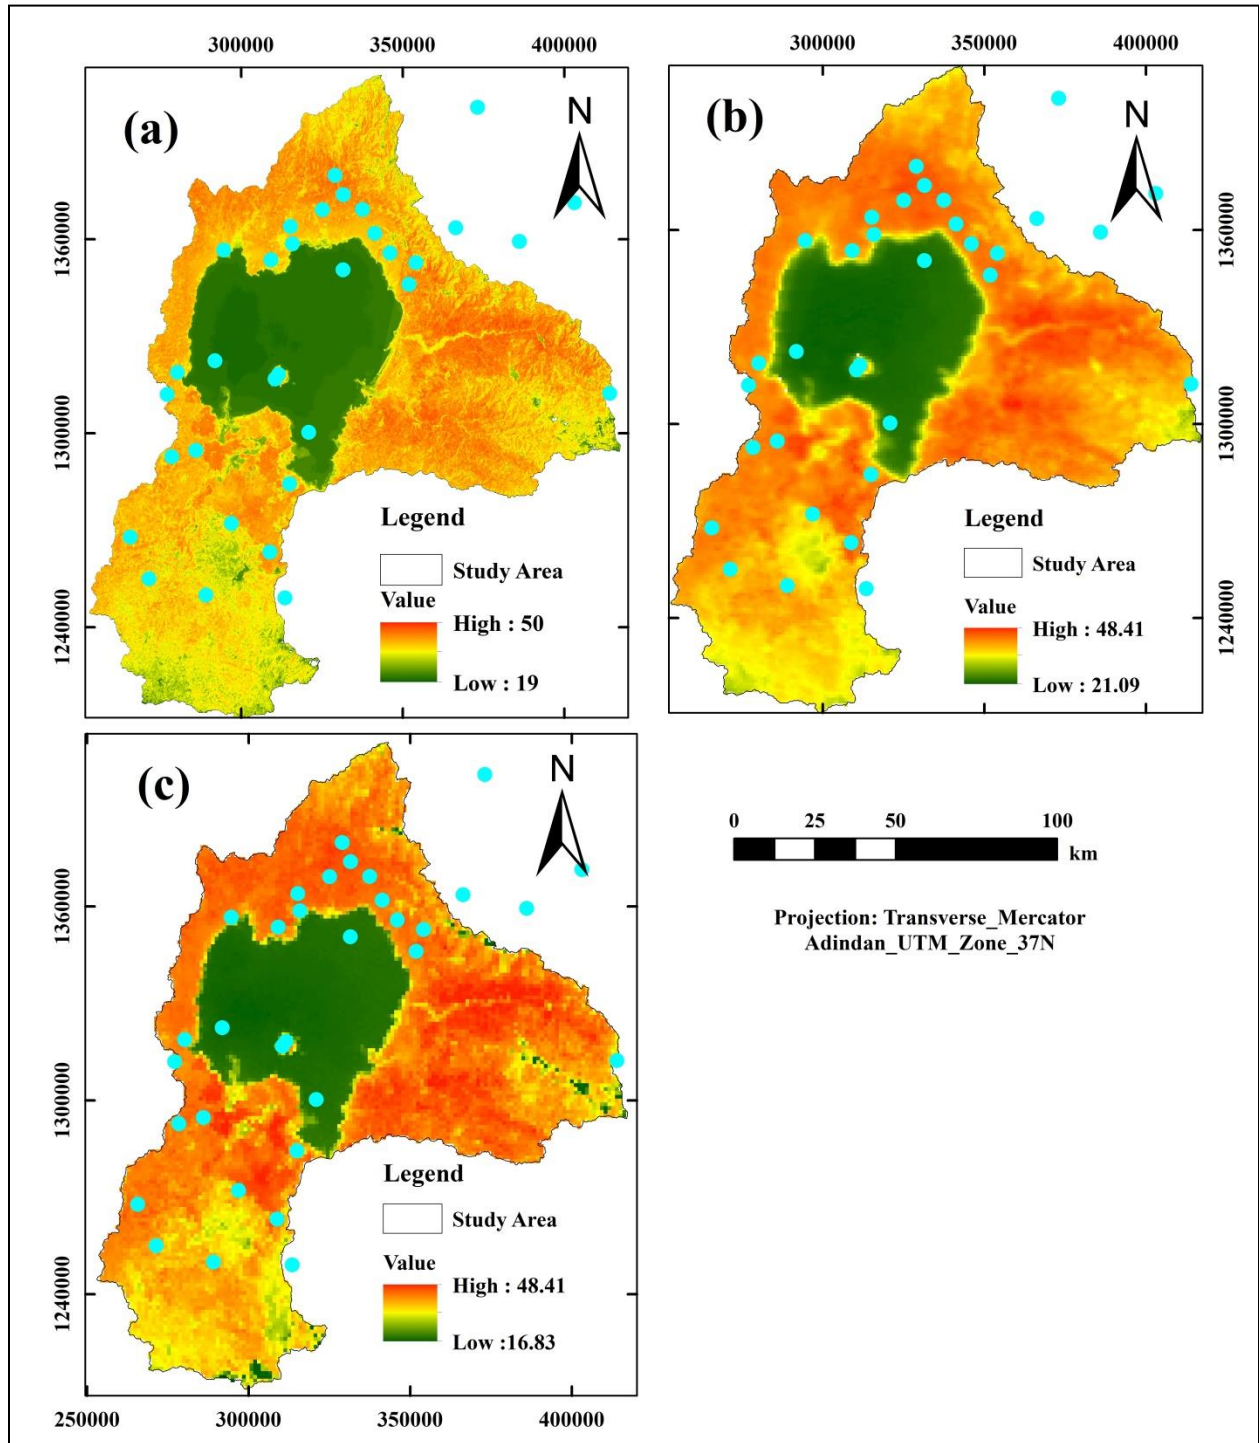 300000 350000 400000
300000 350000 400000
(a)
N
(b)
N
1360000
1300000
1240000
1360000
1300000
1240000
Legend
Study Area
Value
High : 50
Low : 19
Legend
Study Area
Value
High : 48.41
Low : 21.09
(c)
N
1360000
1300000
1240000
Legend
Study Area
Value
High : 48.41
Low :16.83
250000 300000 350000 400000
0 25 50 100
km
Projection: Transverse_Mercator
Adindan_UTM_Zone_37N